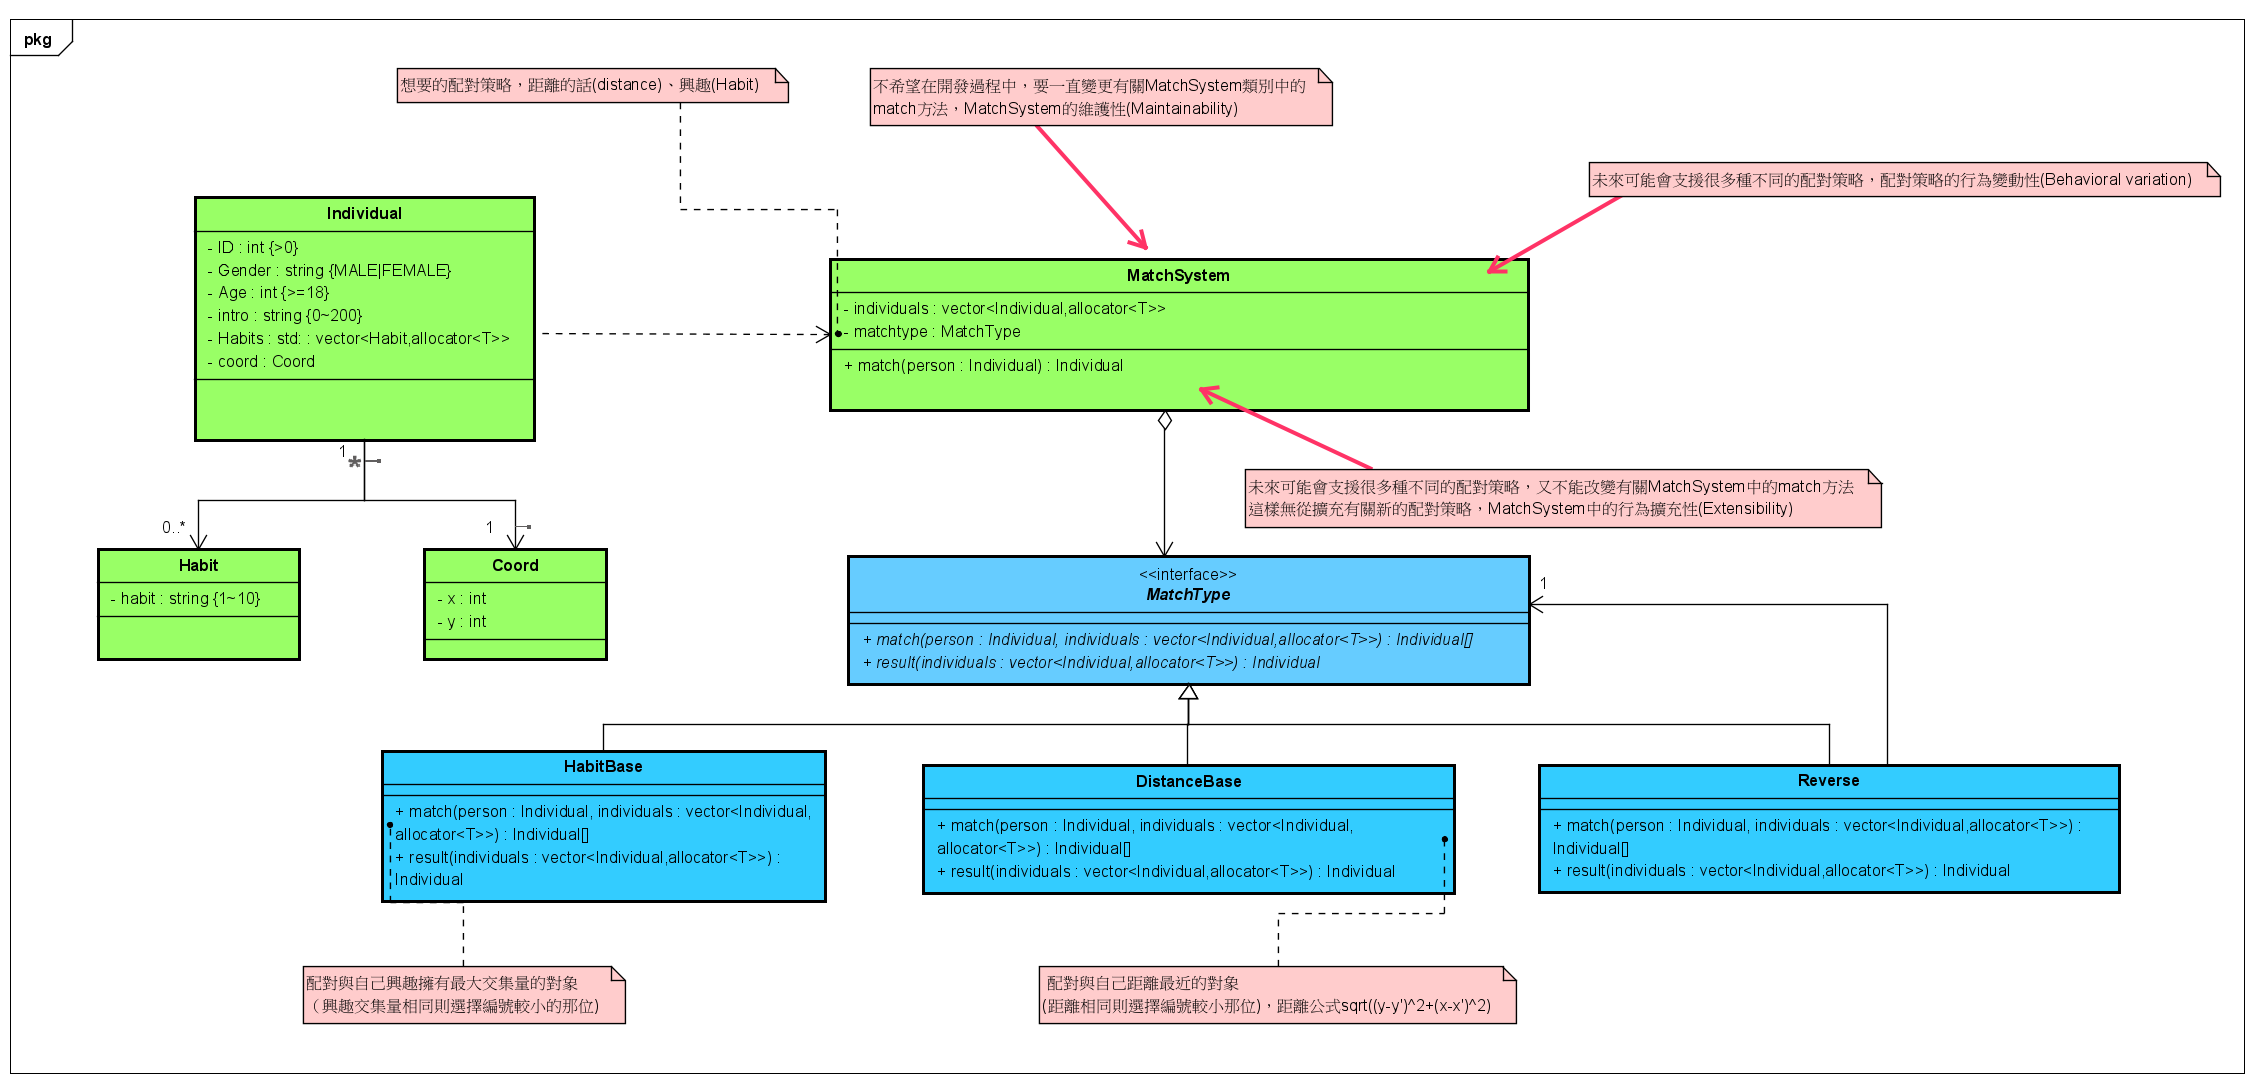 pkg
想要的配對策略，距離的話(distance)、興趣(Habit)
不希望在開發過程中，要一直變更有關MatchSystem類別中的
match方法，MatchSystem的維護性(Maintainability)
未來可能會支援很多種不同的配對策略，配對策略的行為變動性(Behavioral variation)
Individual
- ID : int {>0}
- Gender : string {MALE|FEMALE}
- Age : int {>=18}
- intro : string {0~200}
- Habits : std: : vector<Habit,allocator<T>>
- coord : Coord
MatchSystem
- individuals : vector<Individual,allocator<T>>
- matchtype : MatchType
+ match(person : Individual) : Individual
1
*
0..*
1
未來可能會支援很多種不同的配對策略，又不能改變有關MatchSystem中的match方法
這樣無從擴充有關新的配對策略，MatchSystem中的行為擴充性(Extensibility)
Habit
- habit : string {1~10}
Coord
- x : int
- y : int
<<interface>>
MatchType
+ match(person : Individual, individuals : vector<Individual,allocator<T>>) : Individual[]
+ result(individuals : vector<Individual,allocator<T>>) : Individual
1
HabitBase
+ match(person : Individual, individuals : vector<Individual,
allocator<T>>) : Individual[]
+ result(individuals : vector<Individual,allocator<T>>) :
Individual
DistanceBase
+ match(person : Individual, individuals : vector<Individual,
allocator<T>>) : Individual[]
+ result(individuals : vector<Individual,allocator<T>>) : Individual
Reverse
+ match(person : Individual, individuals : vector<Individual,allocator<T>>) :
Individual[]
+ result(individuals : vector<Individual,allocator<T>>) : Individual
配對與自己興趣擁有最大交集量的對象
（興趣交集量相同則選擇編號較小的那位)
配對與自己距離最近的對象
(距離相同則選擇編號較小那位)，距離公式sqrt((y-y')^2+(x-x')^2)